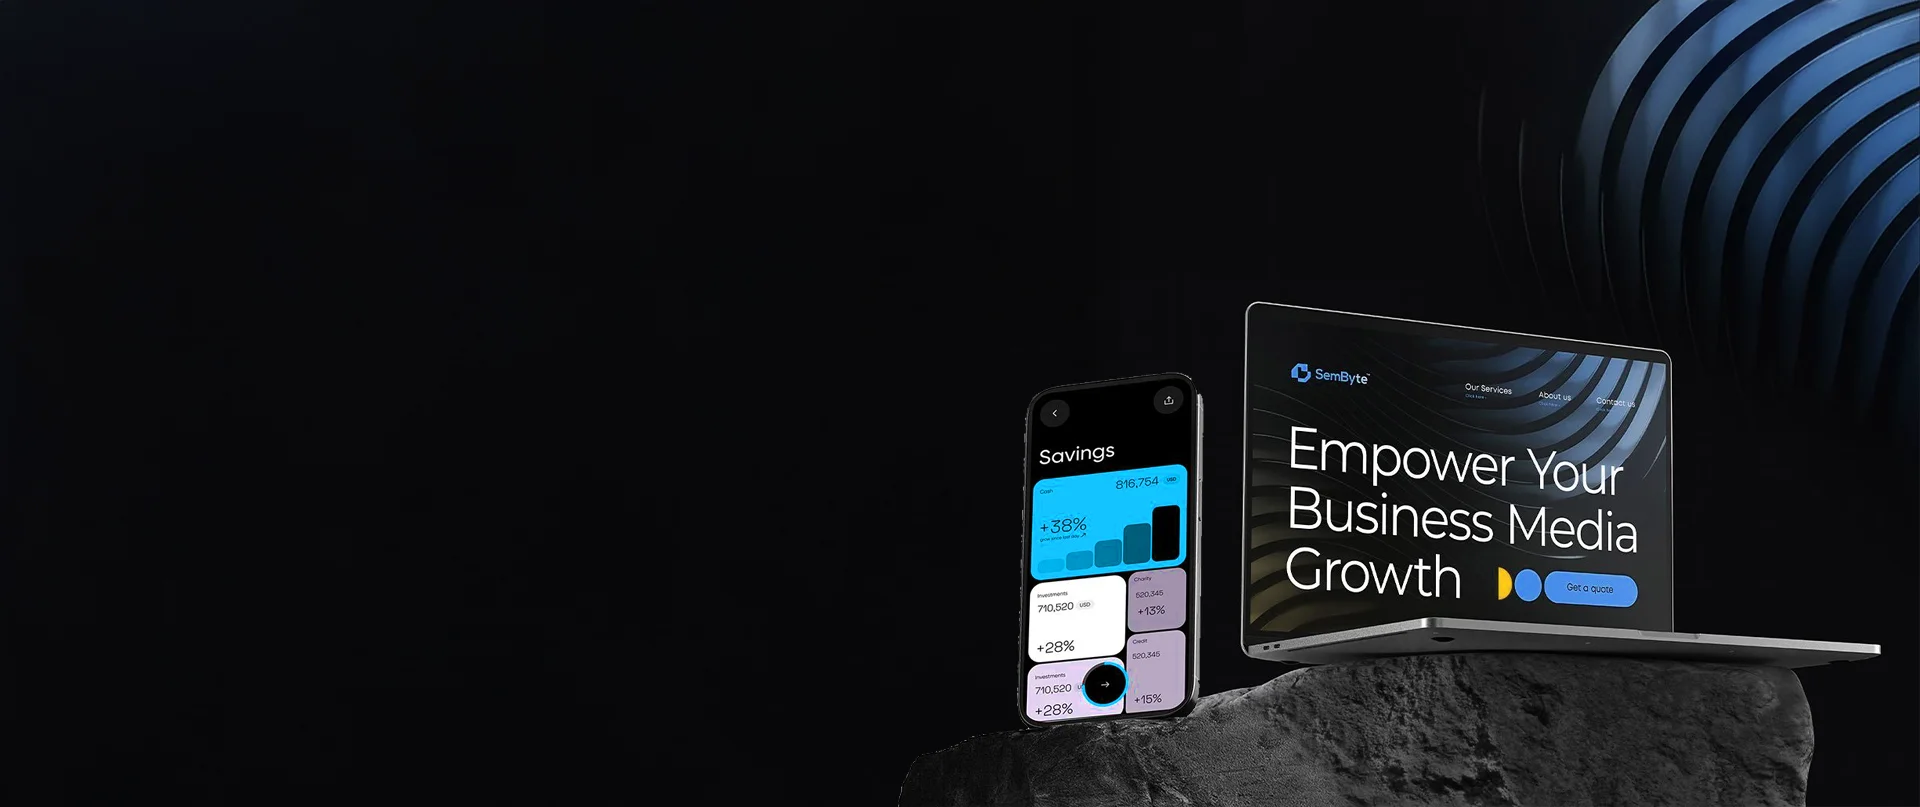 Savings
Cash
816,754 USD
+38%
Investments
710,520 USD
+28%
Charity
520,345
+13%
Credit
520,345
+15%
Investments
710,520
+28%
SemByte
Our Services
About us
Contact us
Empower Your
Business Media
Growth
Get a quote